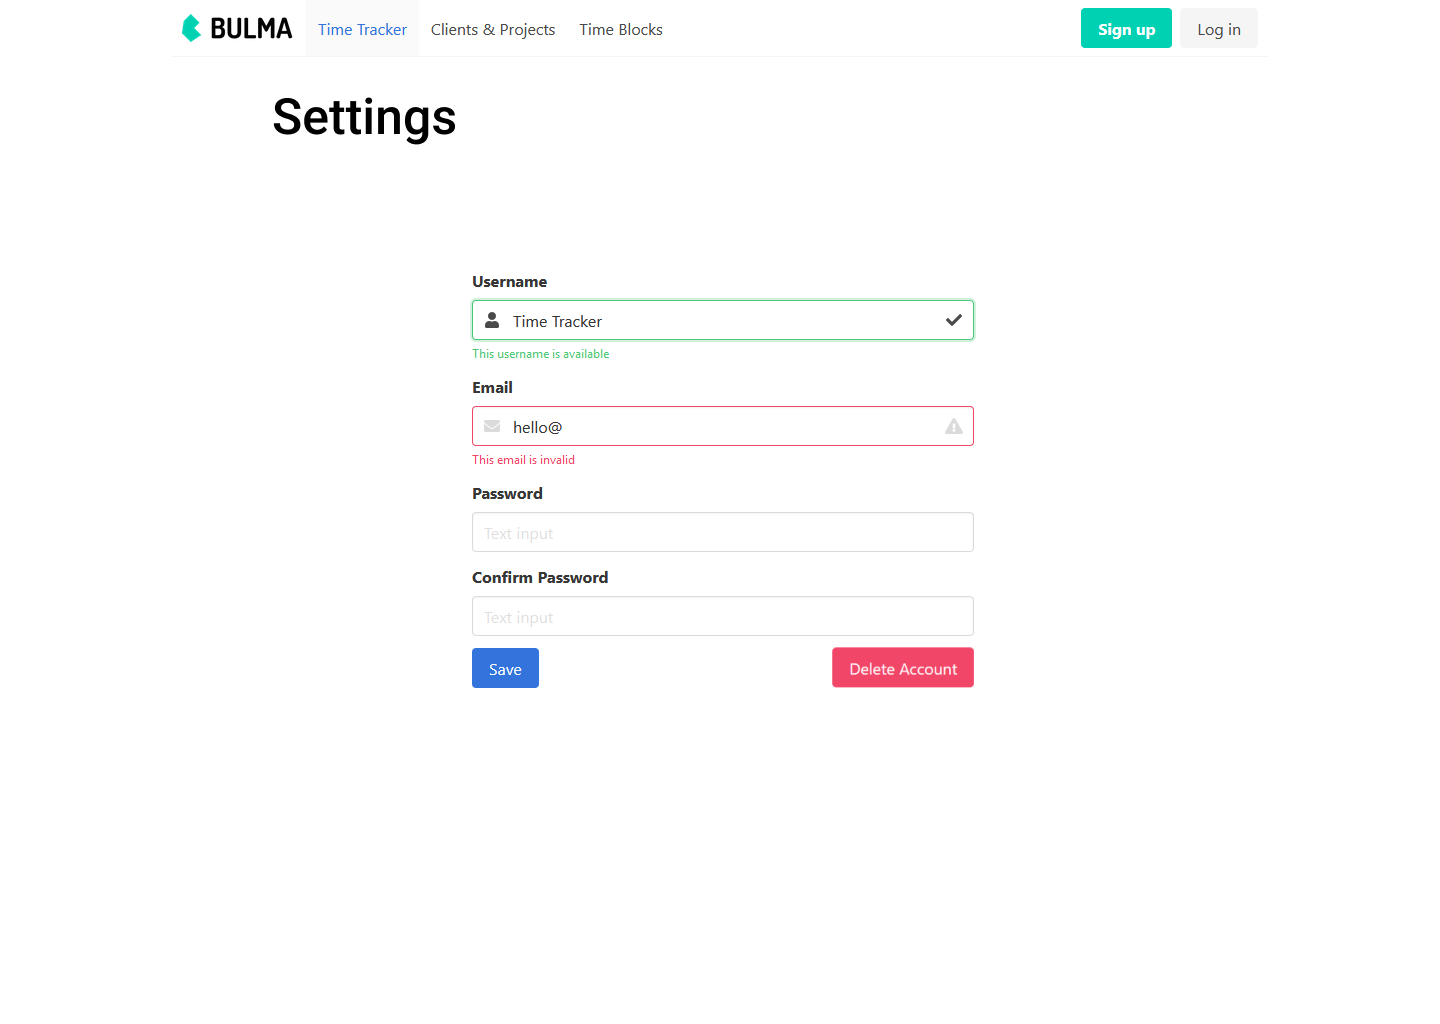 BULMA Time Tracker Clients & Projects Time Blocks Sign up Log in
Settings
Username
Time Tracker
This username is available
Email
hello@
This email is invalid
Password
Text input
Confirm Password
Text input
Save Delete Account